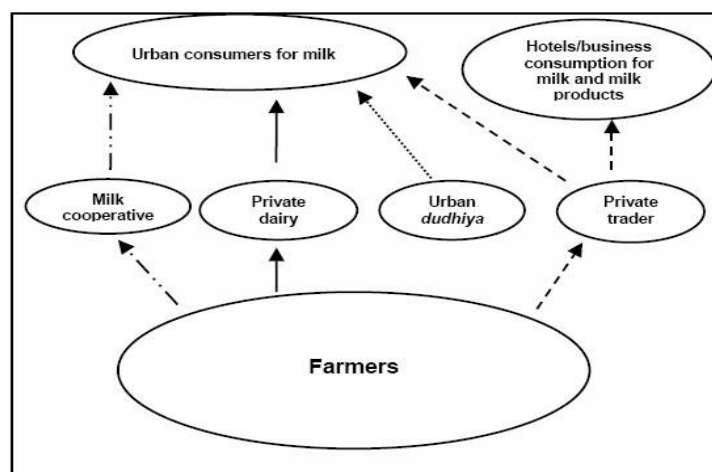 Urban consumers for milk
Hotels/business
consumption for
milk and milk
products
Milk
cooperative
Private
dairy
Urban
dudhiya
Private
trader
Farmers